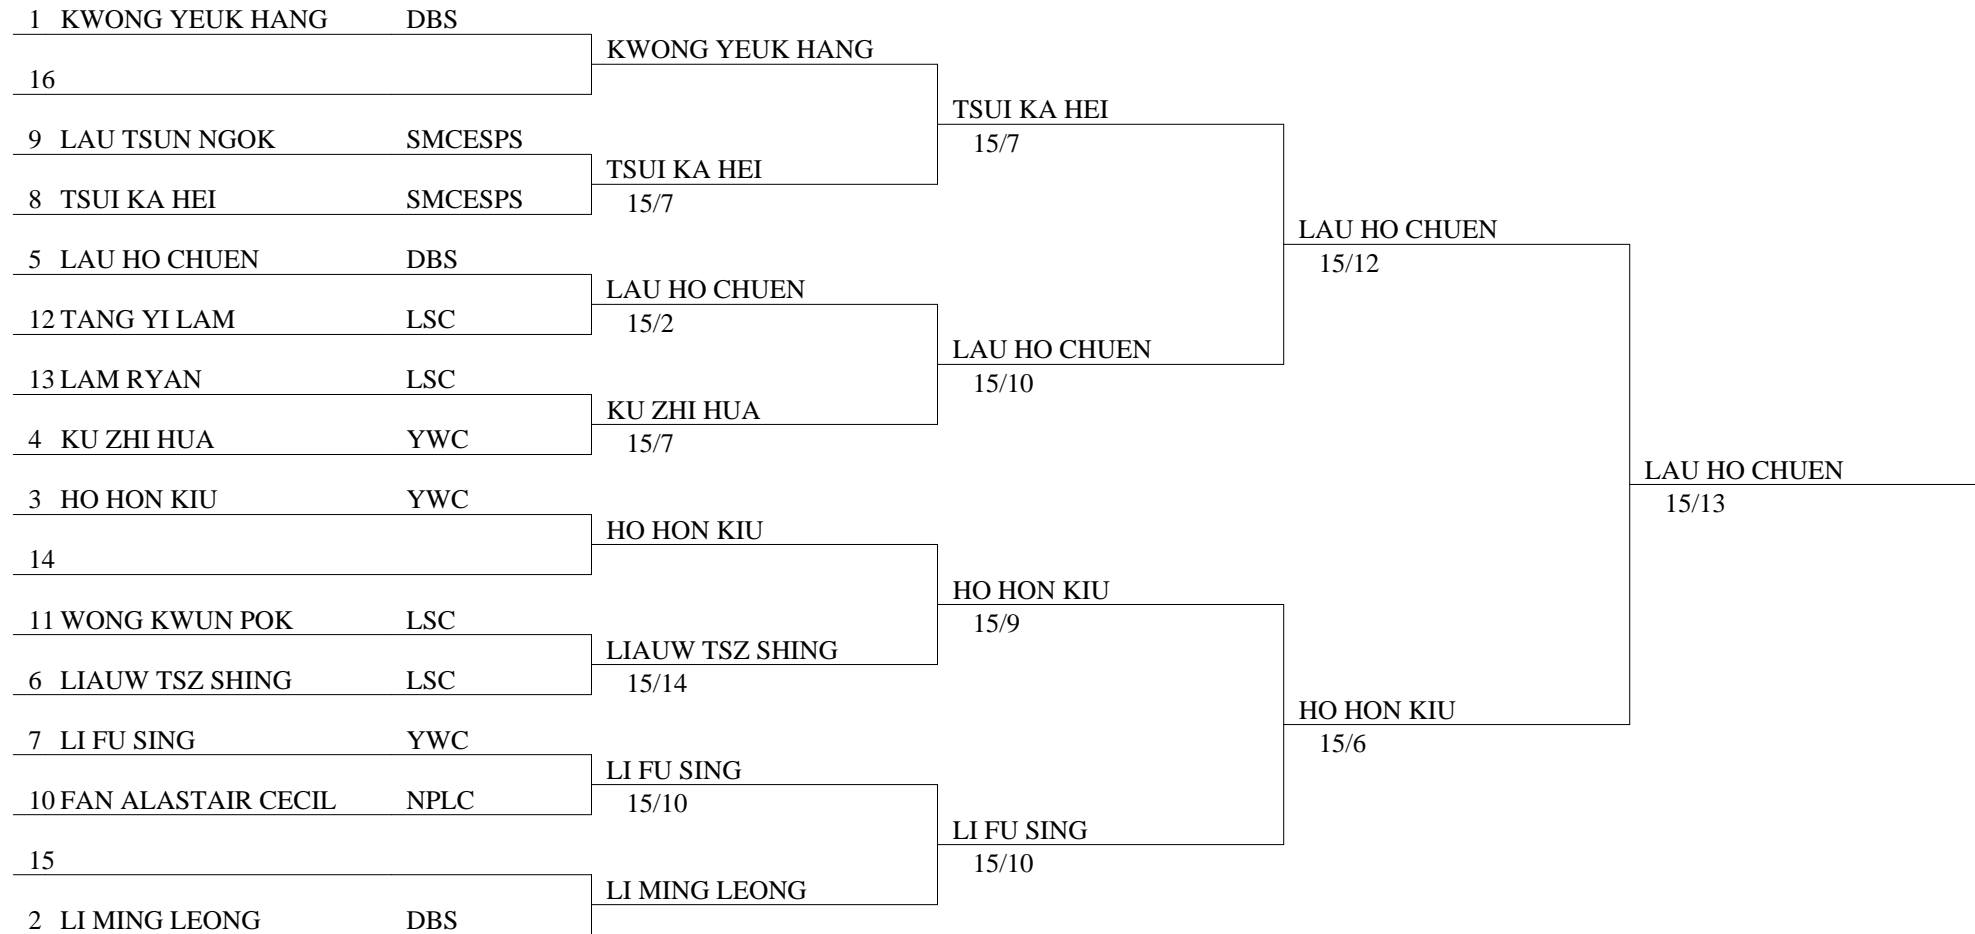 1 KWONG YEUK HANG DBS
16
9 LAU TSUN NGOK SMCESPS
8 TSUI KA HEI SMCESPS
5 LAU HO CHUEN DBS
12 TANG YI LAM LSC
13 LAM RYAN LSC
4 KU ZHI HUA YWC
3 HO HON KIU YWC
14
11 WONG KWUN POK LSC
6 LIAUW TSZ SHING LSC
7 LI FU SING YWC
10 FAN ALASTAIR CECIL NPLC
15
2 LI MING LEONG DBS
KWONG YEUK HANG
TSUI KA HEI
15/7
LAU HO CHUEN
15/2
KU ZHI HUA
15/7
HO HON KIU
LIAUW TSZ SHING
15/14
LI FU SING
15/10
LI MING LEONG
TSUI KA HEI
15/7
LAU HO CHUEN
15/10
HO HON KIU
15/9
LI FU SING
15/10
LAU HO CHUEN
15/12
HO HON KIU
15/6
LAU HO CHUEN
15/13